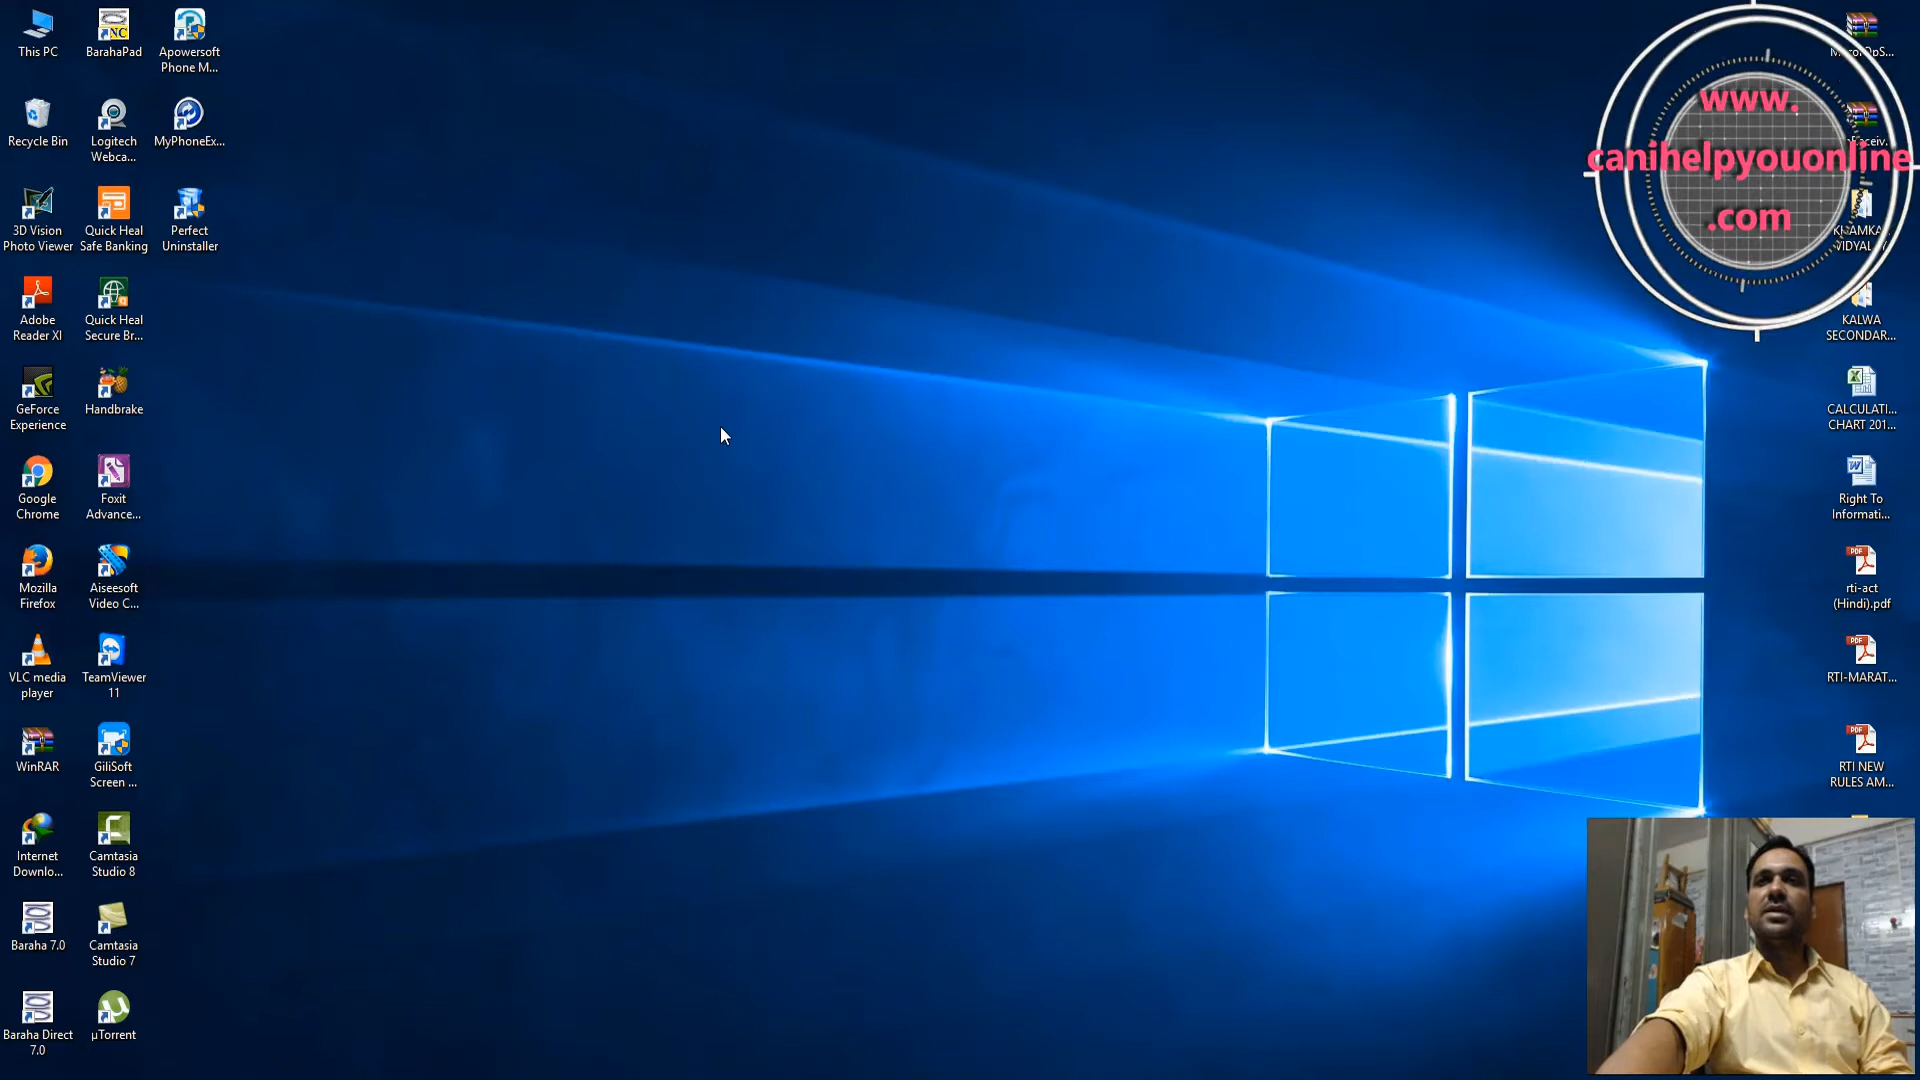 This PC
BarahaPad
Apowersoft
Phone M...
Recycle Bin
Logitech
Webca...
MyPhoneEx...
3D Vision
Photo Viewer
Quick Heal
Safe Banking
Perfect
Uninstaller
Adobe
Reader XI
Quick Heal
Secure Br...
GeForce
Experience
Handbrake
Google
Chrome
Foxit
Advance...
Mozilla
Firefox
Aiseesoft
Video C...
VLC media
player
TeamViewer
11
WinRAR
GiliSoft
Screen ...
Internet
Downlo...
Camtasia
Studio 8
Baraha 7.0
Camtasia
Studio 7
Baraha Direct
7.0
µTorrent
www.
canihelpyouonline
.com
KALWA
SECONDAR...
CALCULATI...
CHART 201...
Right To
Informati...
rti-act
(Hindi).pdf
RTI-MARAT...
RTI NEW
RULES AM...